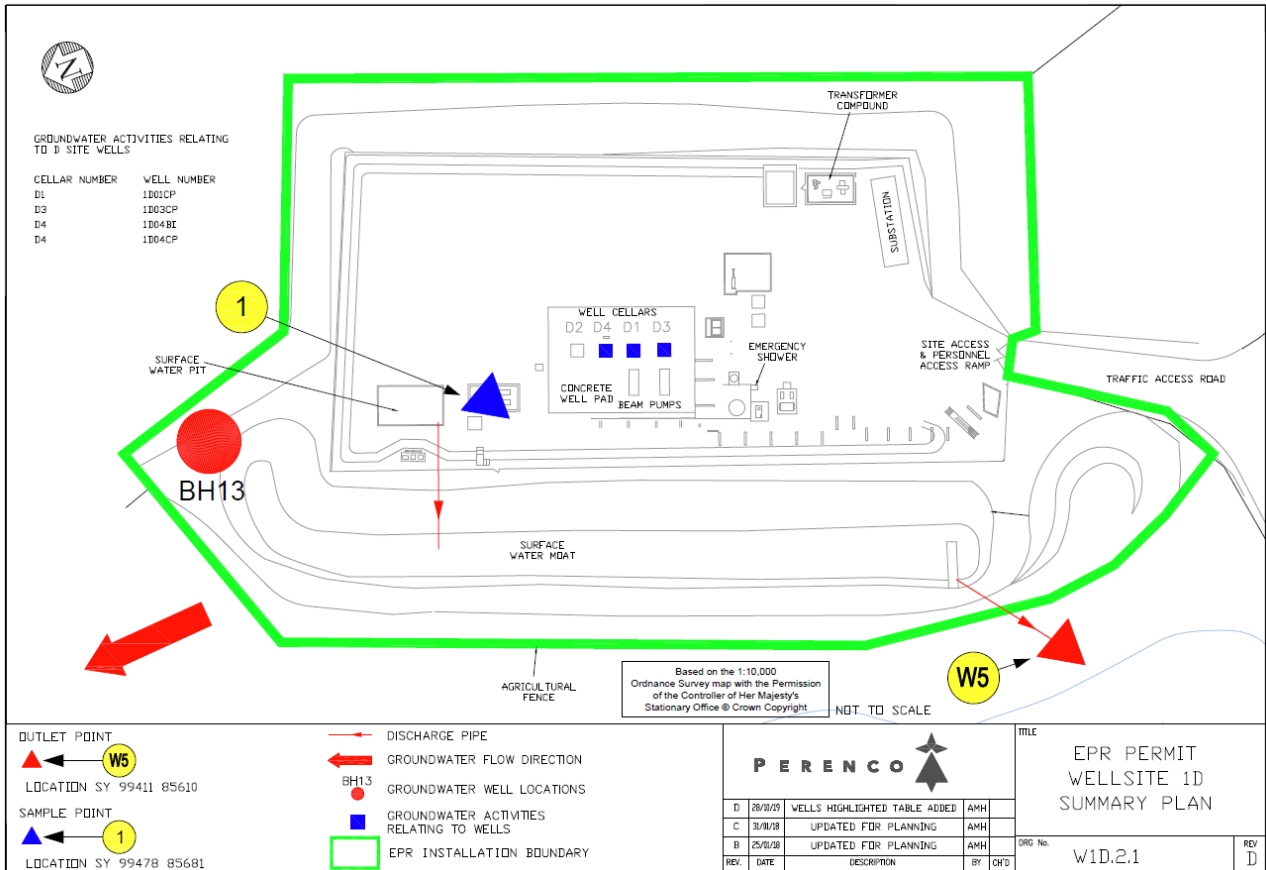 N
GROUNDWATER ACTIVITIES RELATING
TO D SITE WELLS
CELLAR NUMBER WELL NUMBER
D1 1D01CP
D3 1D03CP
D4 1D04BI
D4 1D04CP
TRANSFORMER
COMPOUND
SUBSTATION
1
WELL CELLARS
D2 D4 D1 D3
SURFACE
WATER PIT
EMERGENCY
SHOWER
SITE ACCESS
& PERSONNEL
ACCESS RAMP
TRAFFIC ACCESS ROAD
CONCRETE
WELL PAD
BEAM PUMPS
BH13
SURFACE
WATER MOAT
W5
AGRICULTURAL
FENCE
Based on the 1:10,000
Ordnance Survey map with the Permission
of the Controller of Her Majesty's
Stationary Office © Crown Copyright
NOT TO SCALE
OUTLET POINT
W5
LOCATION SY 99411 85610
SAMPLE POINT
1
LOCATION SY 99478 85681
DISCHARGE PIPE
GROUNDWATER FLOW DIRECTION
BH13
GROUNDWATER WELL LOCATIONS
GROUNDWATER ACTIVITIES
RELATING TO WELLS
EPR INSTALLATION BOUNDARY
PERENCO
D 28/10/19 WELLS HIGHLIGHTED TABLE ADDED AMH
C 31/01/18 UPDATED FOR PLANNING AMH
B 25/01/18 UPDATED FOR PLANNING AMH
REV. DATE DESCRIPTION BY CH'D
TITLE
EPR PERMIT
WELLSITE 1D
SUMMARY PLAN
DRG No.
W1D.2.1
REV
D